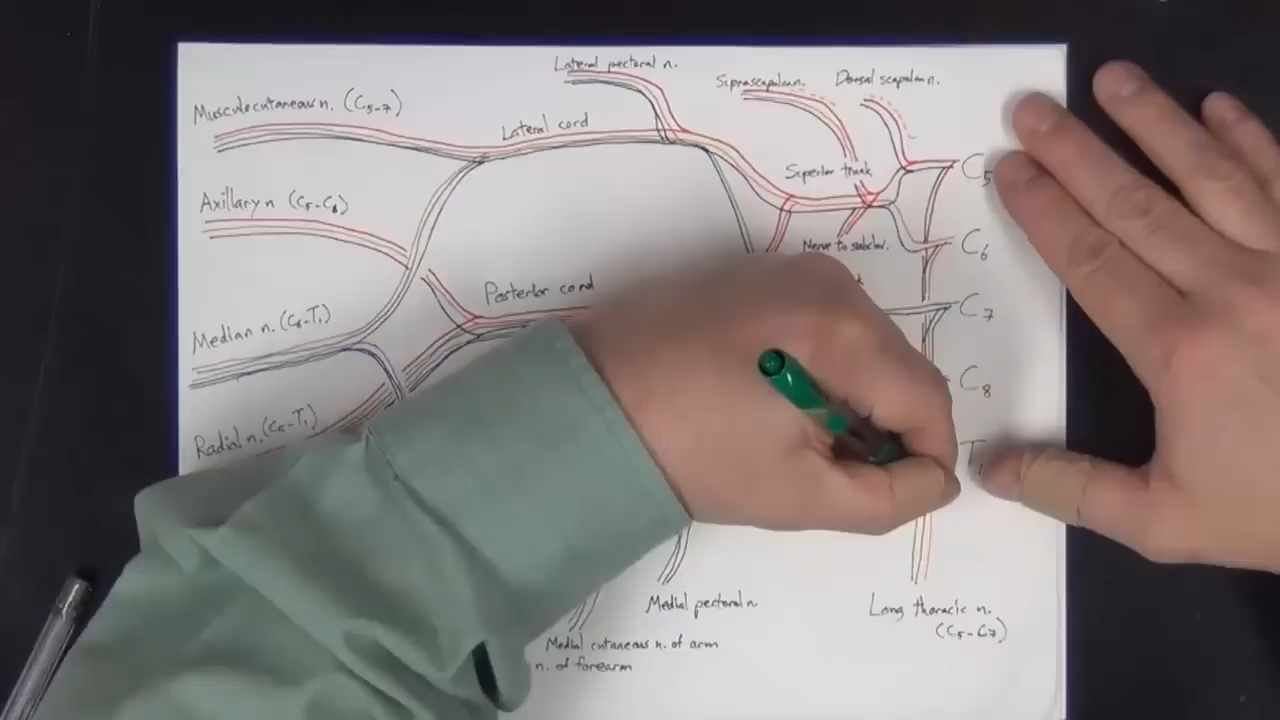 Lateral pectoral n.
Suprascapular n.
Dorsal scapular n.
Musculocutaneous n. (C5-7)
Lateral cord
Superior trunk
C5
Axillary n (C5-C6)
Nerve to subclav.
C6
Posterior cord
C7
Median n. (C6-T1)
C8
Radial n. (C5-T1)
T1
Medial pectoral n.
Long thoracic n.
(C5-C7)
Medial cutaneous n. of arm
n. of forearm